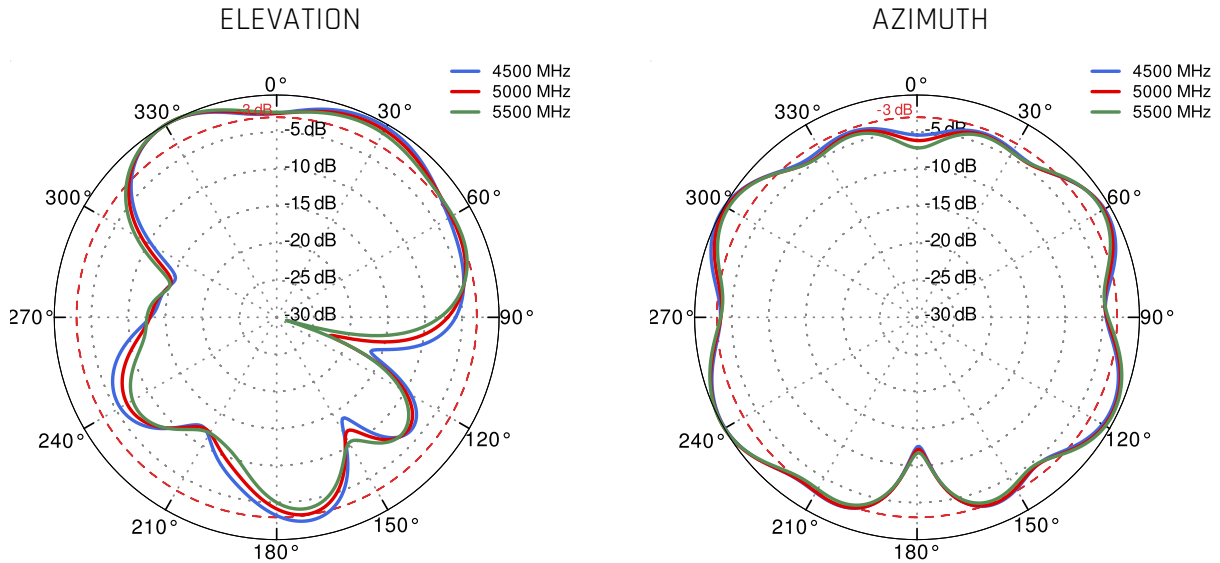 ELEVATION
4500 MHz
5000 MHz
5500 MHz
0°
330°
30°
-3 dB
-5 dB
300°
-10 dB
60°
-15 dB
-20 dB
-25 dB
270°
-30 dB
90°
240°
120°
210°
150°
180°
AZIMUTH
4500 MHz
5000 MHz
5500 MHz
0°
330°
30°
-3 dB
-5 dB
300°
-10 dB
60°
-15 dB
-20 dB
-25 dB
270°
-30 dB
90°
240°
120°
210°
150°
180°